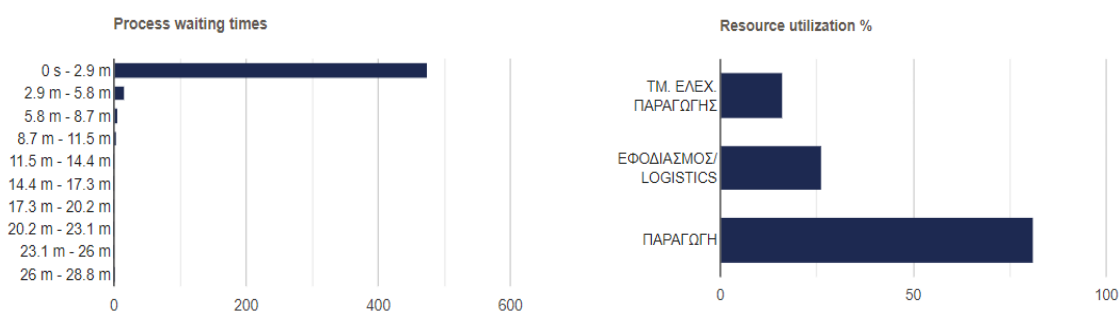 Process waiting times
0 s - 2.9 m
2.9 m - 5.8 m
5.8 m - 8.7 m
8.7 m - 11.5 m
11.5 m - 14.4 m
14.4 m - 17.3 m
17.3 m - 20.2 m
20.2 m - 23.1 m
23.1 m - 26 m
26 m - 28.8 m
0
200
400
600
Resource utilization %
ΤΜ. ΕΛΕΧ.
ΠΑΡΑΓΩΓΗΣ
ΕΦΟΔΙΑΣΜΟΣ/
LOGISTICS
ΠΑΡΑΓΩΓΗ
0
50
100